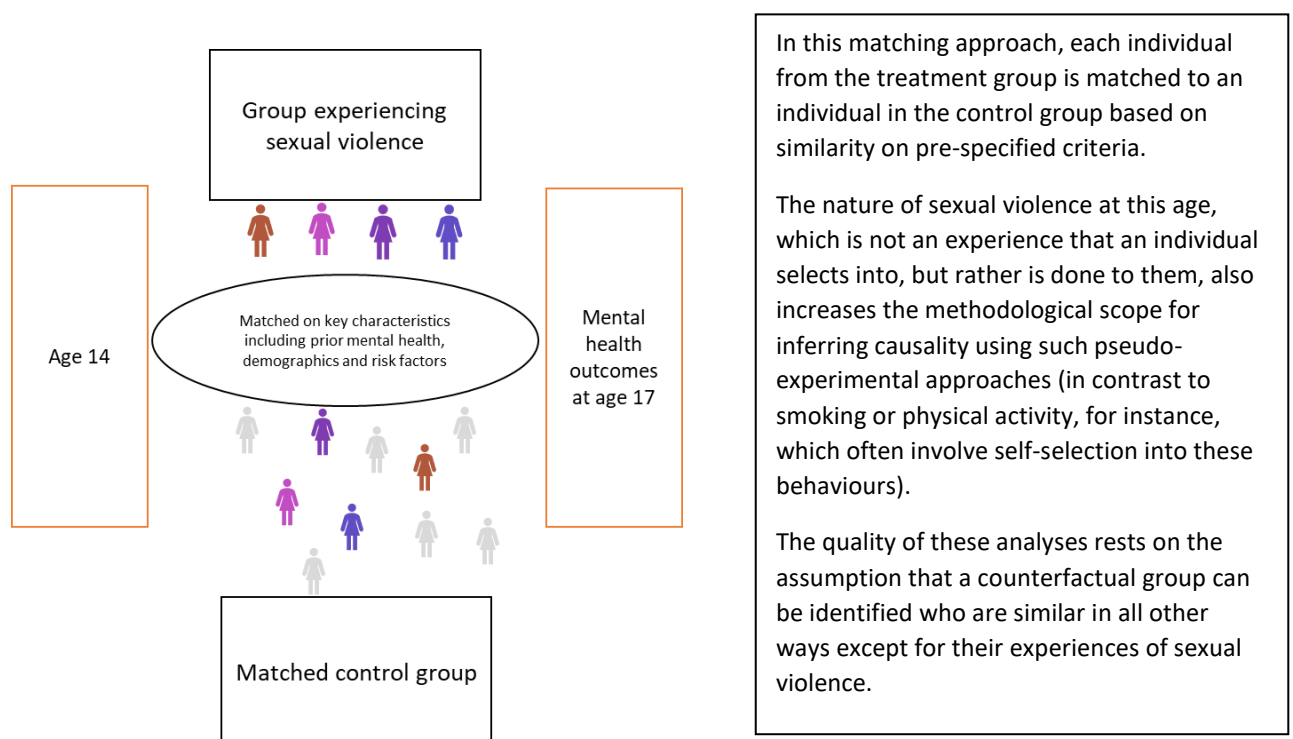 Group experiencing
sexual violence
Age 14
Matched on key characteristics
including prior mental health,
demographics and risk factors
Mental
health
outcomes
at age 17
Matched control group
In this matching approach, each individual
from the treatment group is matched to an
individual in the control group based on
similarity on pre-specified criteria.
The nature of sexual violence at this age,
which is not an experience that an individual
selects into, but rather is done to them, also
increases the methodological scope for
inferring causality using such pseudo-
experimental approaches (in contrast to
smoking or physical activity, for instance,
which often involve self-selection into these
behaviours).
The quality of these analyses rests on the
assumption that a counterfactual group can
be identified who are similar in all other
ways except for their experiences of sexual
violence.